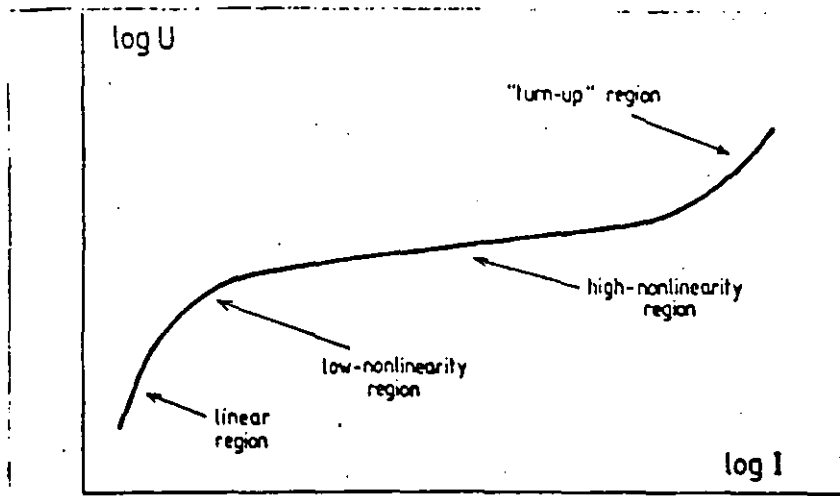 log U
"turn-up" region
high-nonlinearity
region
low-nonlinearity
region
linear
region
log I